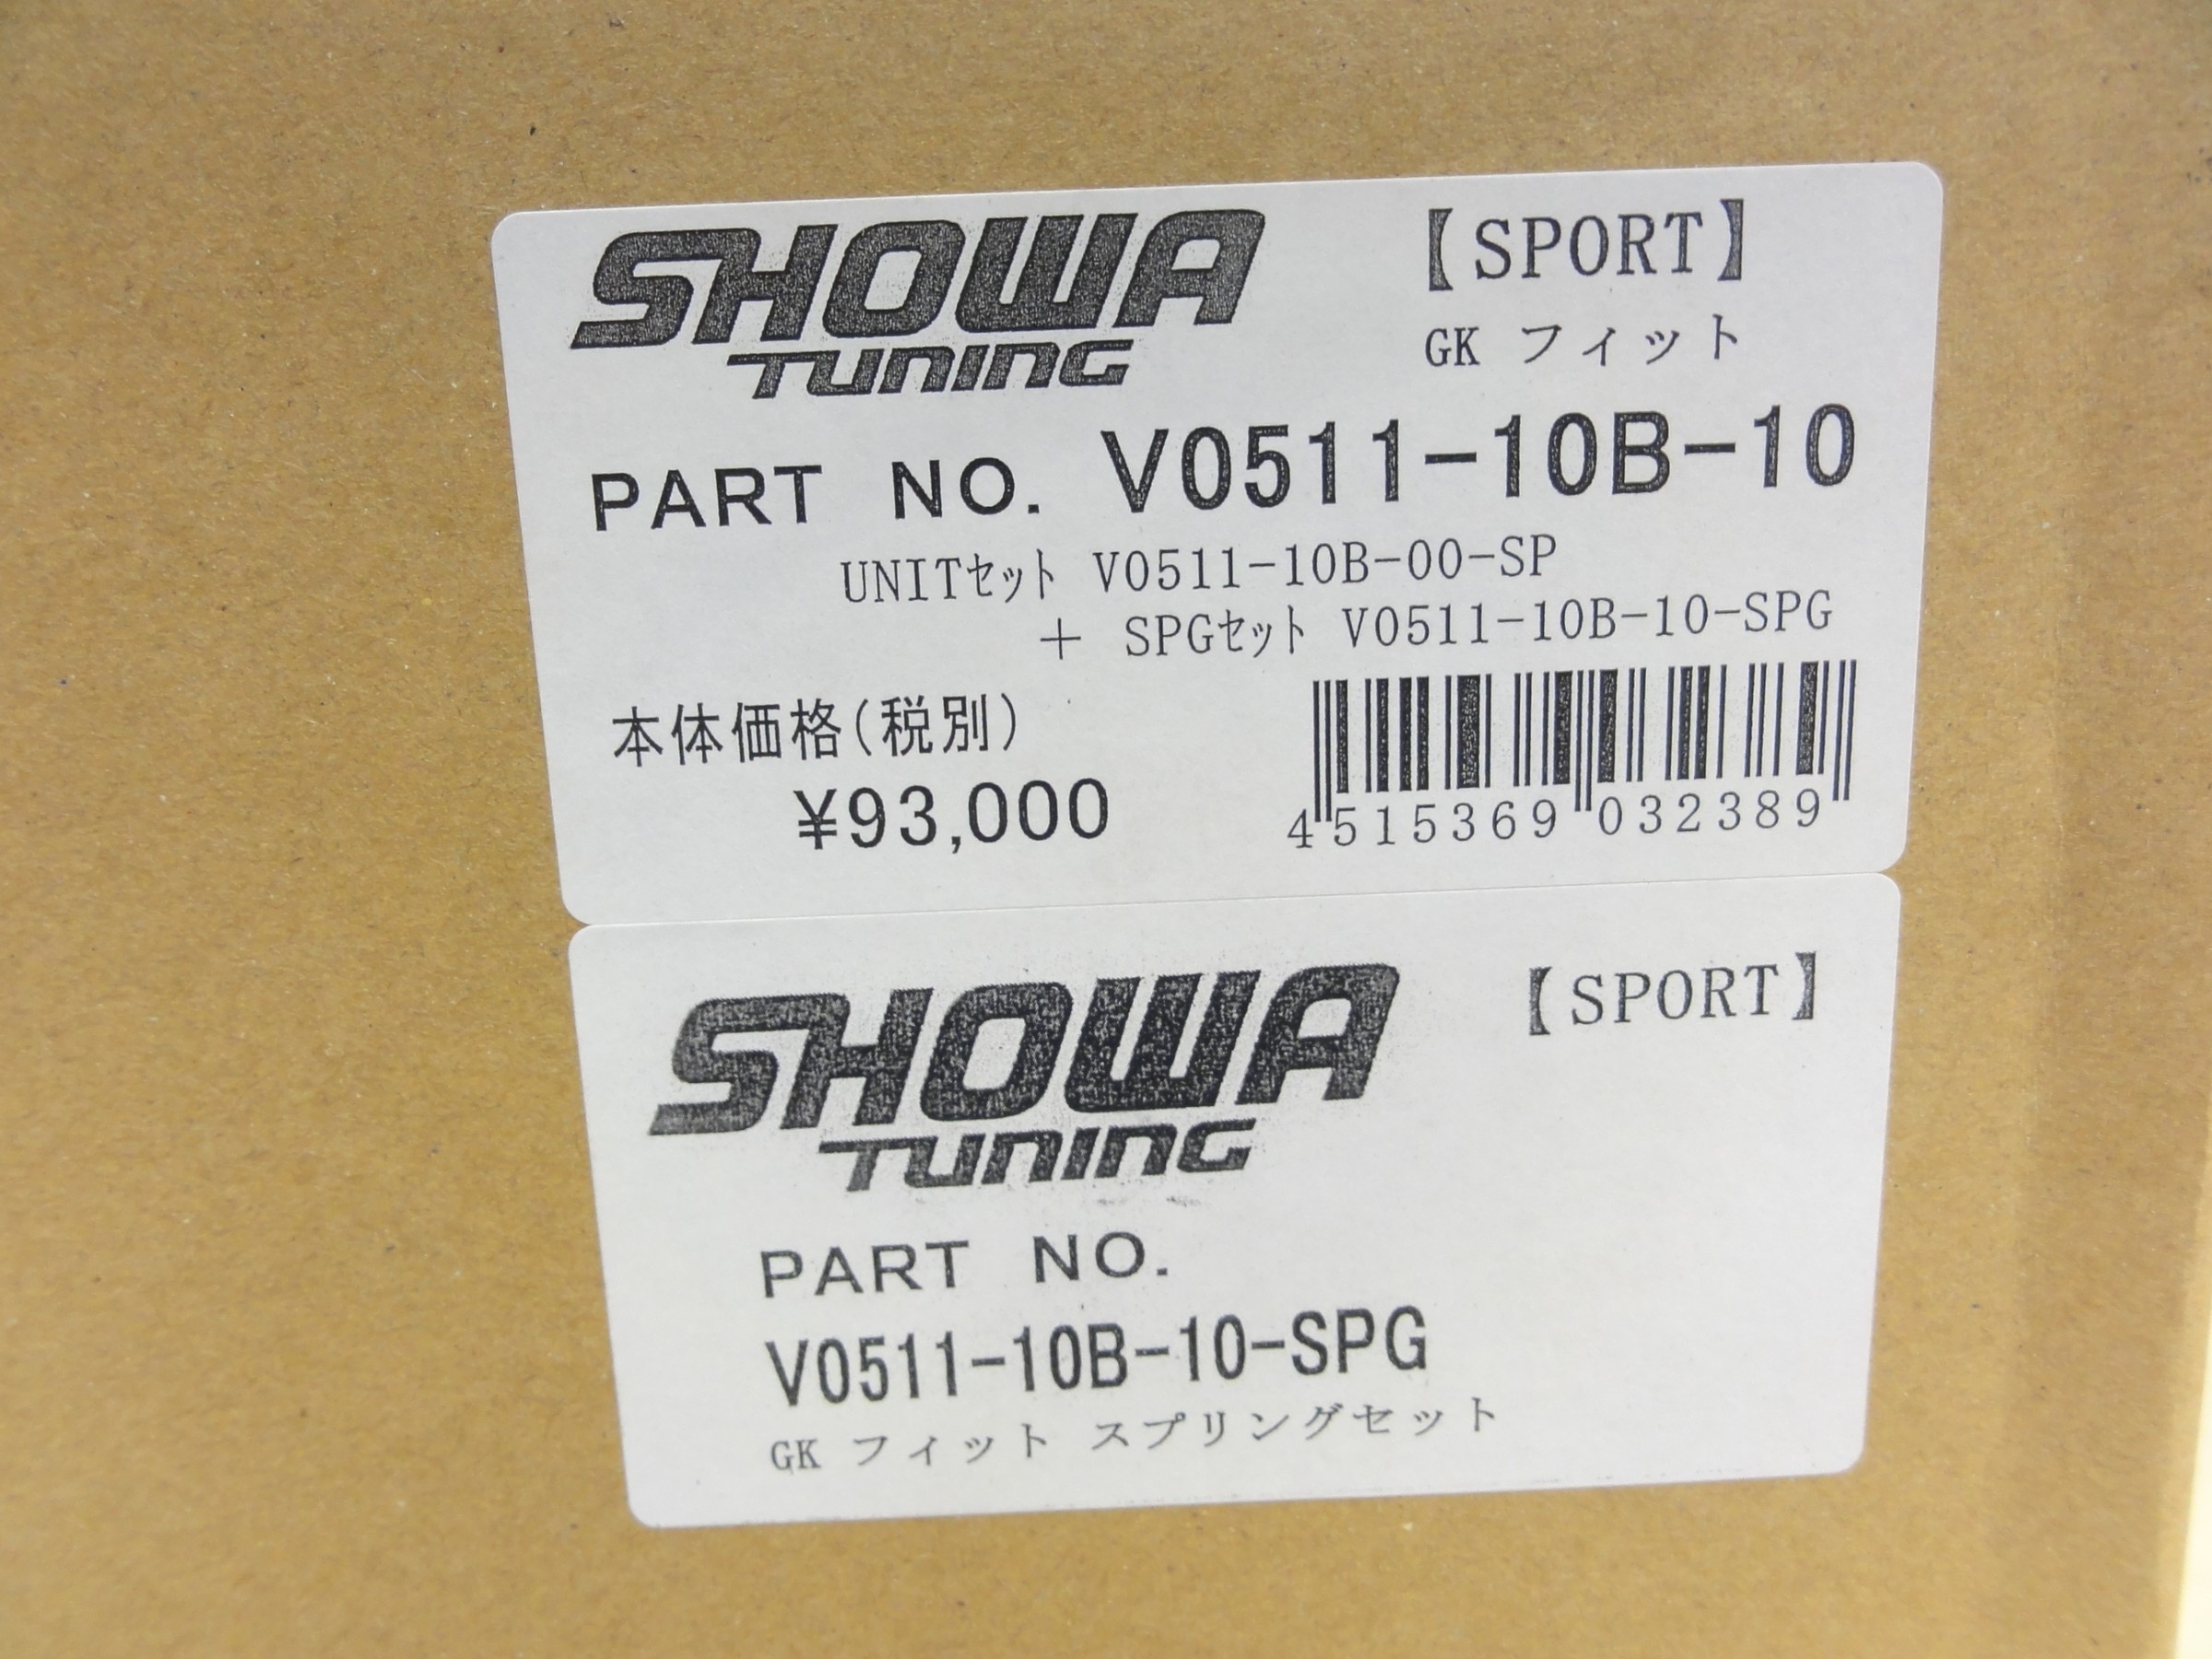 SHOWA
TUNING
【SPORT】
GK フィット
PART NO. V0511-10B-10
UNITセット V0511-10B-00-SP
+ SPGセット V0511-10B-10-SPG
本体価格(税別)
¥93,000
4515369032389
SHOWA
TUNING
【SPORT】
PART NO.
V0511-10B-10-SPG
GK フィット スプリングセット